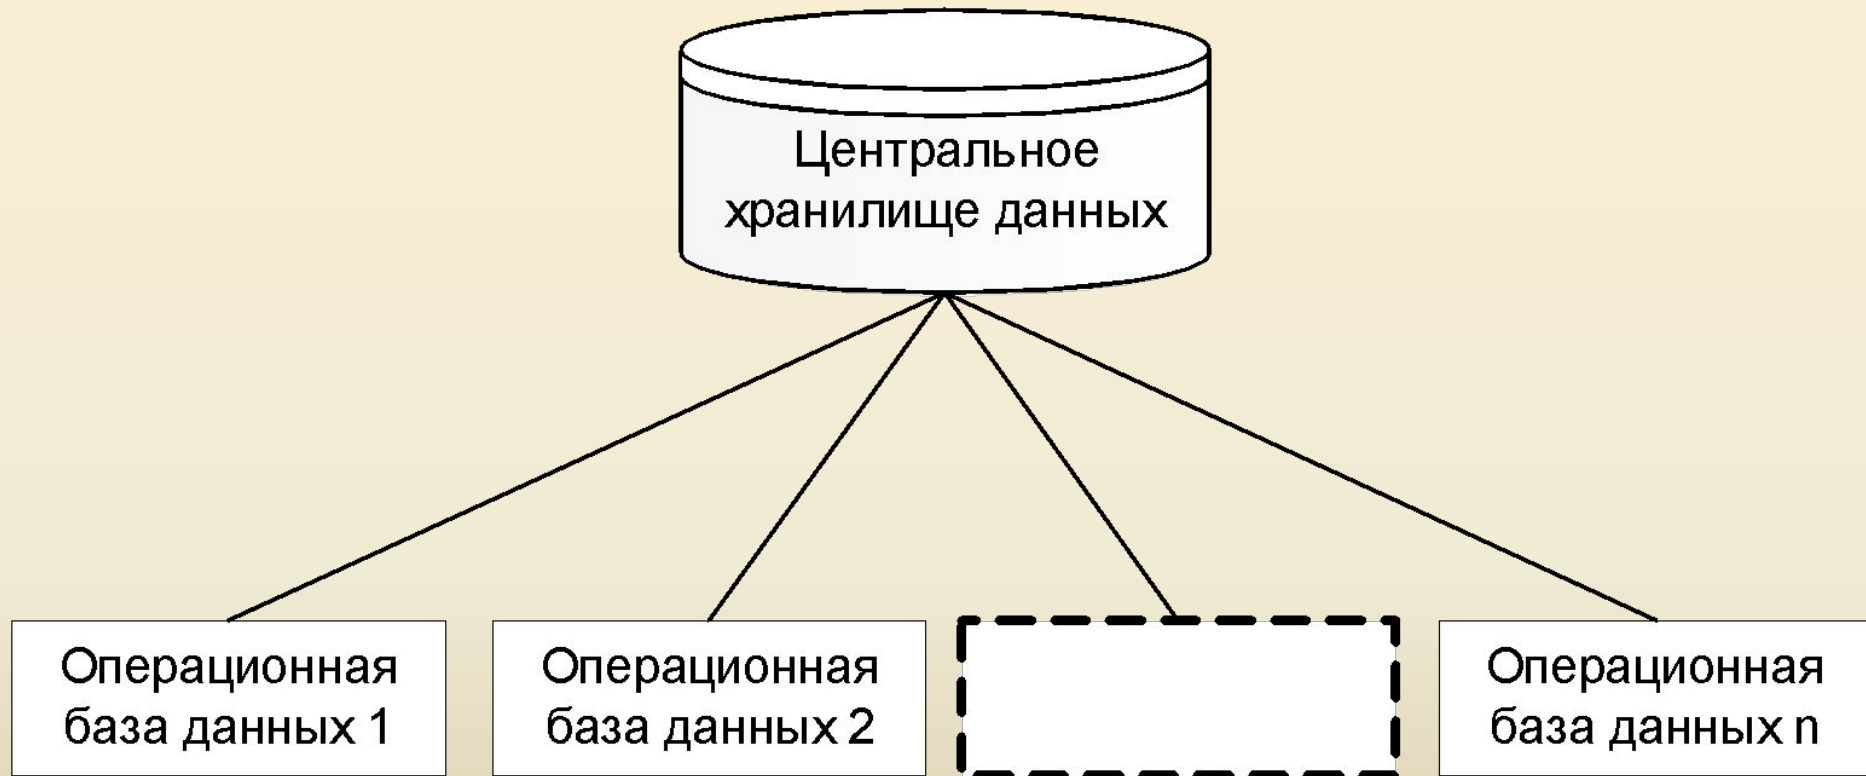 Центральное
хранилище данных
Операционная
база данных 1
Операционная
база данных 2
Операционная
база данных n